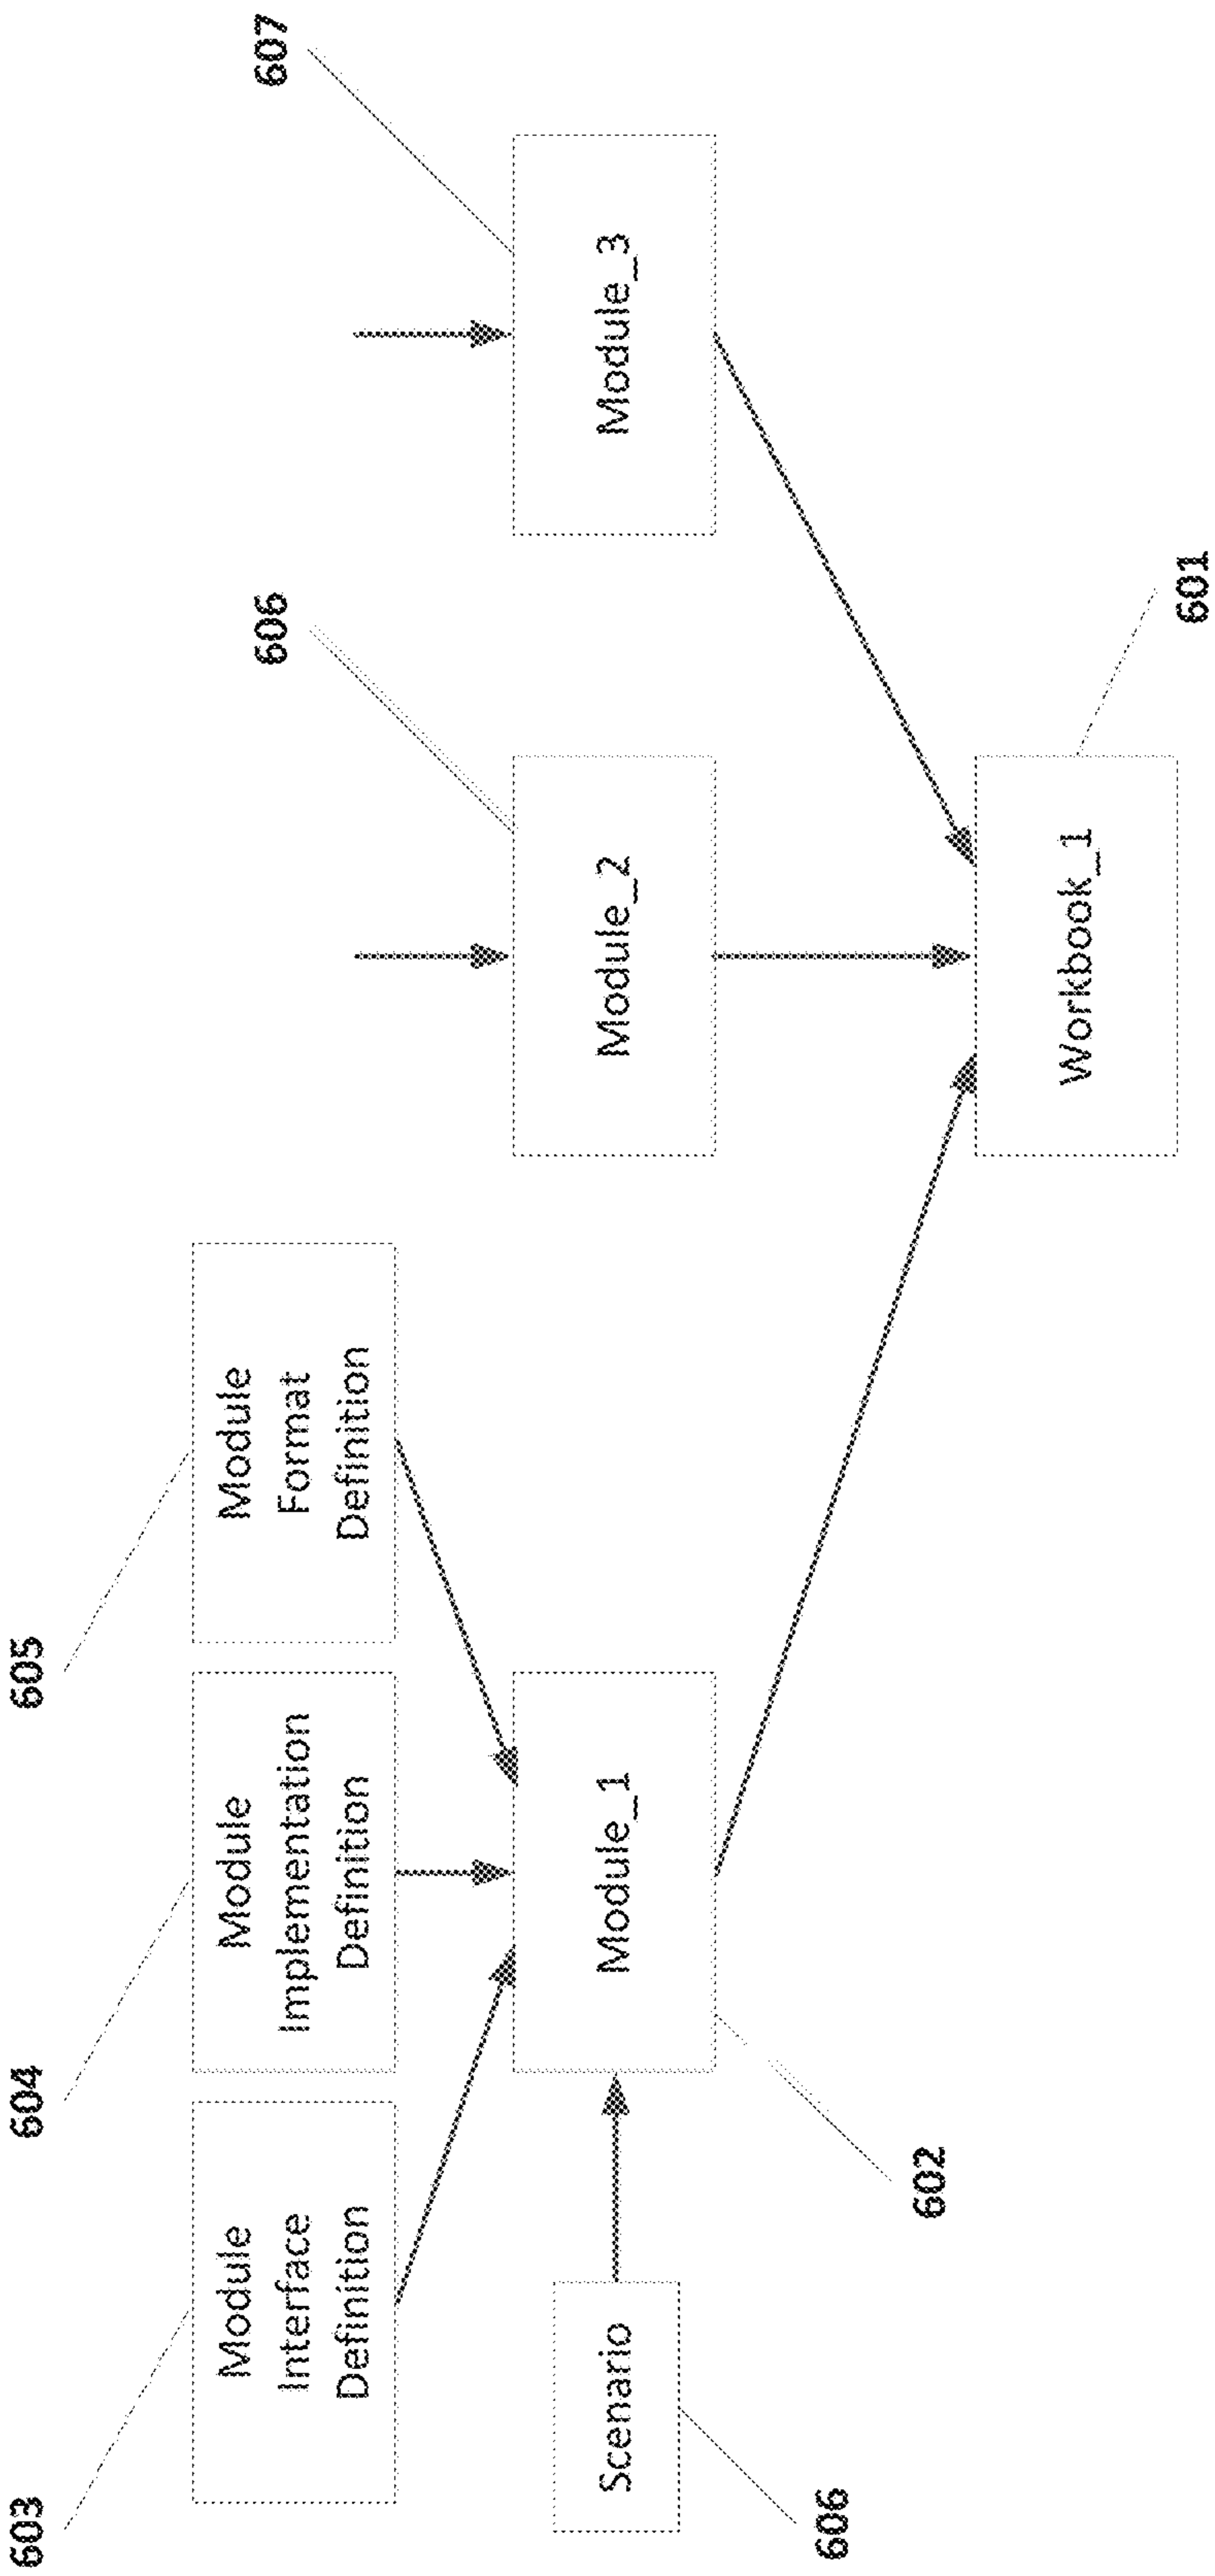 603
604
605
Module
Interface
Definition
Module
Implementation
Definition
Module
Format
Definition
606
607
Scenario
Module_1
Module_2
Module_3
606
602
Workbook_1
601